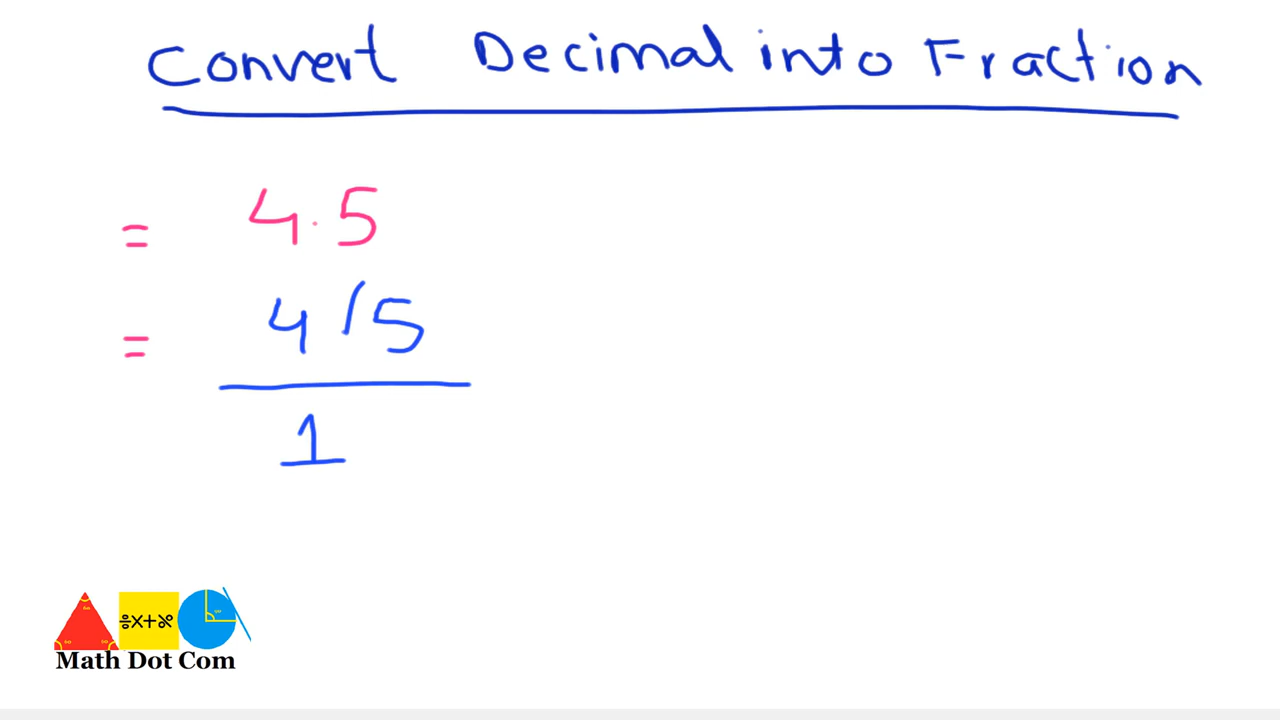 Convert Decimal into Fraction
= 4.5
= 4/5
1
÷x+%
Math Dot Com